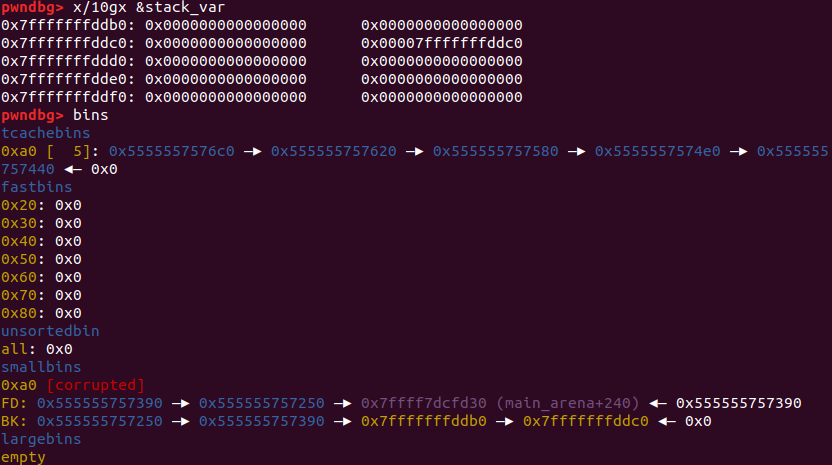 pwndbg> x/10gx &stack_var
0x7fffffffddb0: 0x0000000000000000 0x0000000000000000
0x7fffffffddc0: 0x0000000000000000 0x00007fffffffddc0
0x7fffffffddd0: 0x0000000000000000 0x0000000000000000
0x7fffffffdde0: 0x0000000000000000 0x0000000000000000
0x7fffffffddf0: 0x0000000000000000 0x0000000000000000
pwndbg> bins
tcachebins
0xa0 [  5]: 0x5555557576c0 —▸ 0x555555757620 —▸ 0x555555757580 —▸ 0x5555557574e0 —▸ 0x555555
757440 ◂— 0x0
fastbins
0x20: 0x0
0x30: 0x0
0x40: 0x0
0x50: 0x0
0x60: 0x0
0x70: 0x0
0x80: 0x0
unsortedbin
all: 0x0
smallbins
0xa0 [corrupted]
FD: 0x555555757390 —▸ 0x555555757250 —▸ 0x7ffff7dcfd30 (main_arena+240) ◂— 0x555555757390
BK: 0x555555757250 —▸ 0x555555757390 —▸ 0x7fffffffddb0 —▸ 0x7fffffffddc0 ◂— 0x0
largebins
empty